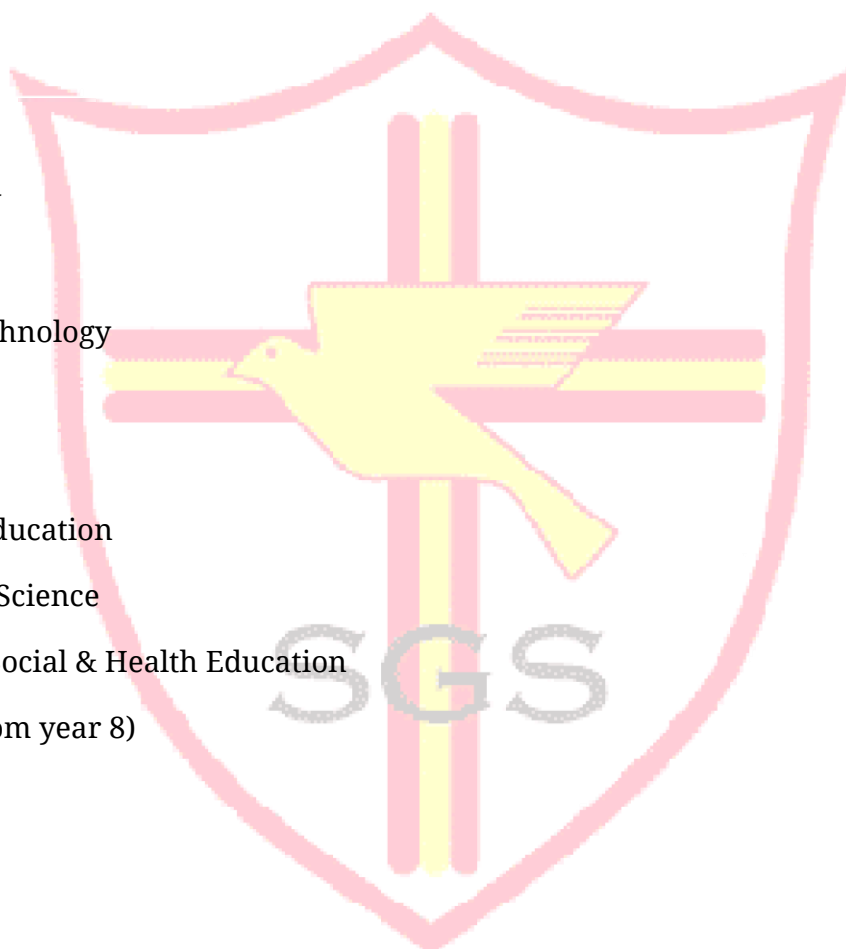 hnology
ducation
Science
ocial & Health Education
om year 8)
SGS